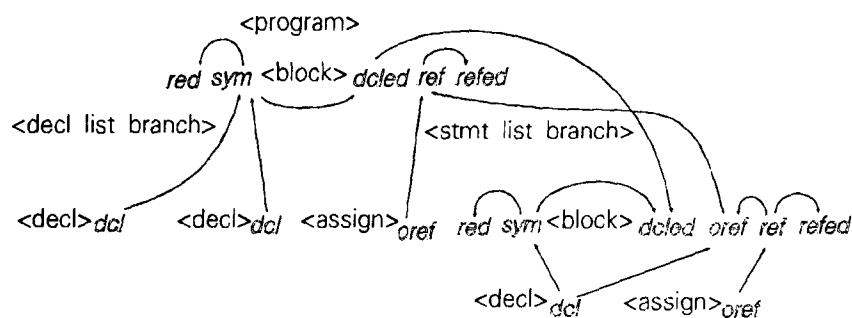 <program>
red sym <block> dcled ref refed
<decl list branch> <stmt list branch>
<decl>dcl <decl>dcl <assign>oref red sym <block> dcled oref ref refed
<decl>dcl <assign>oref